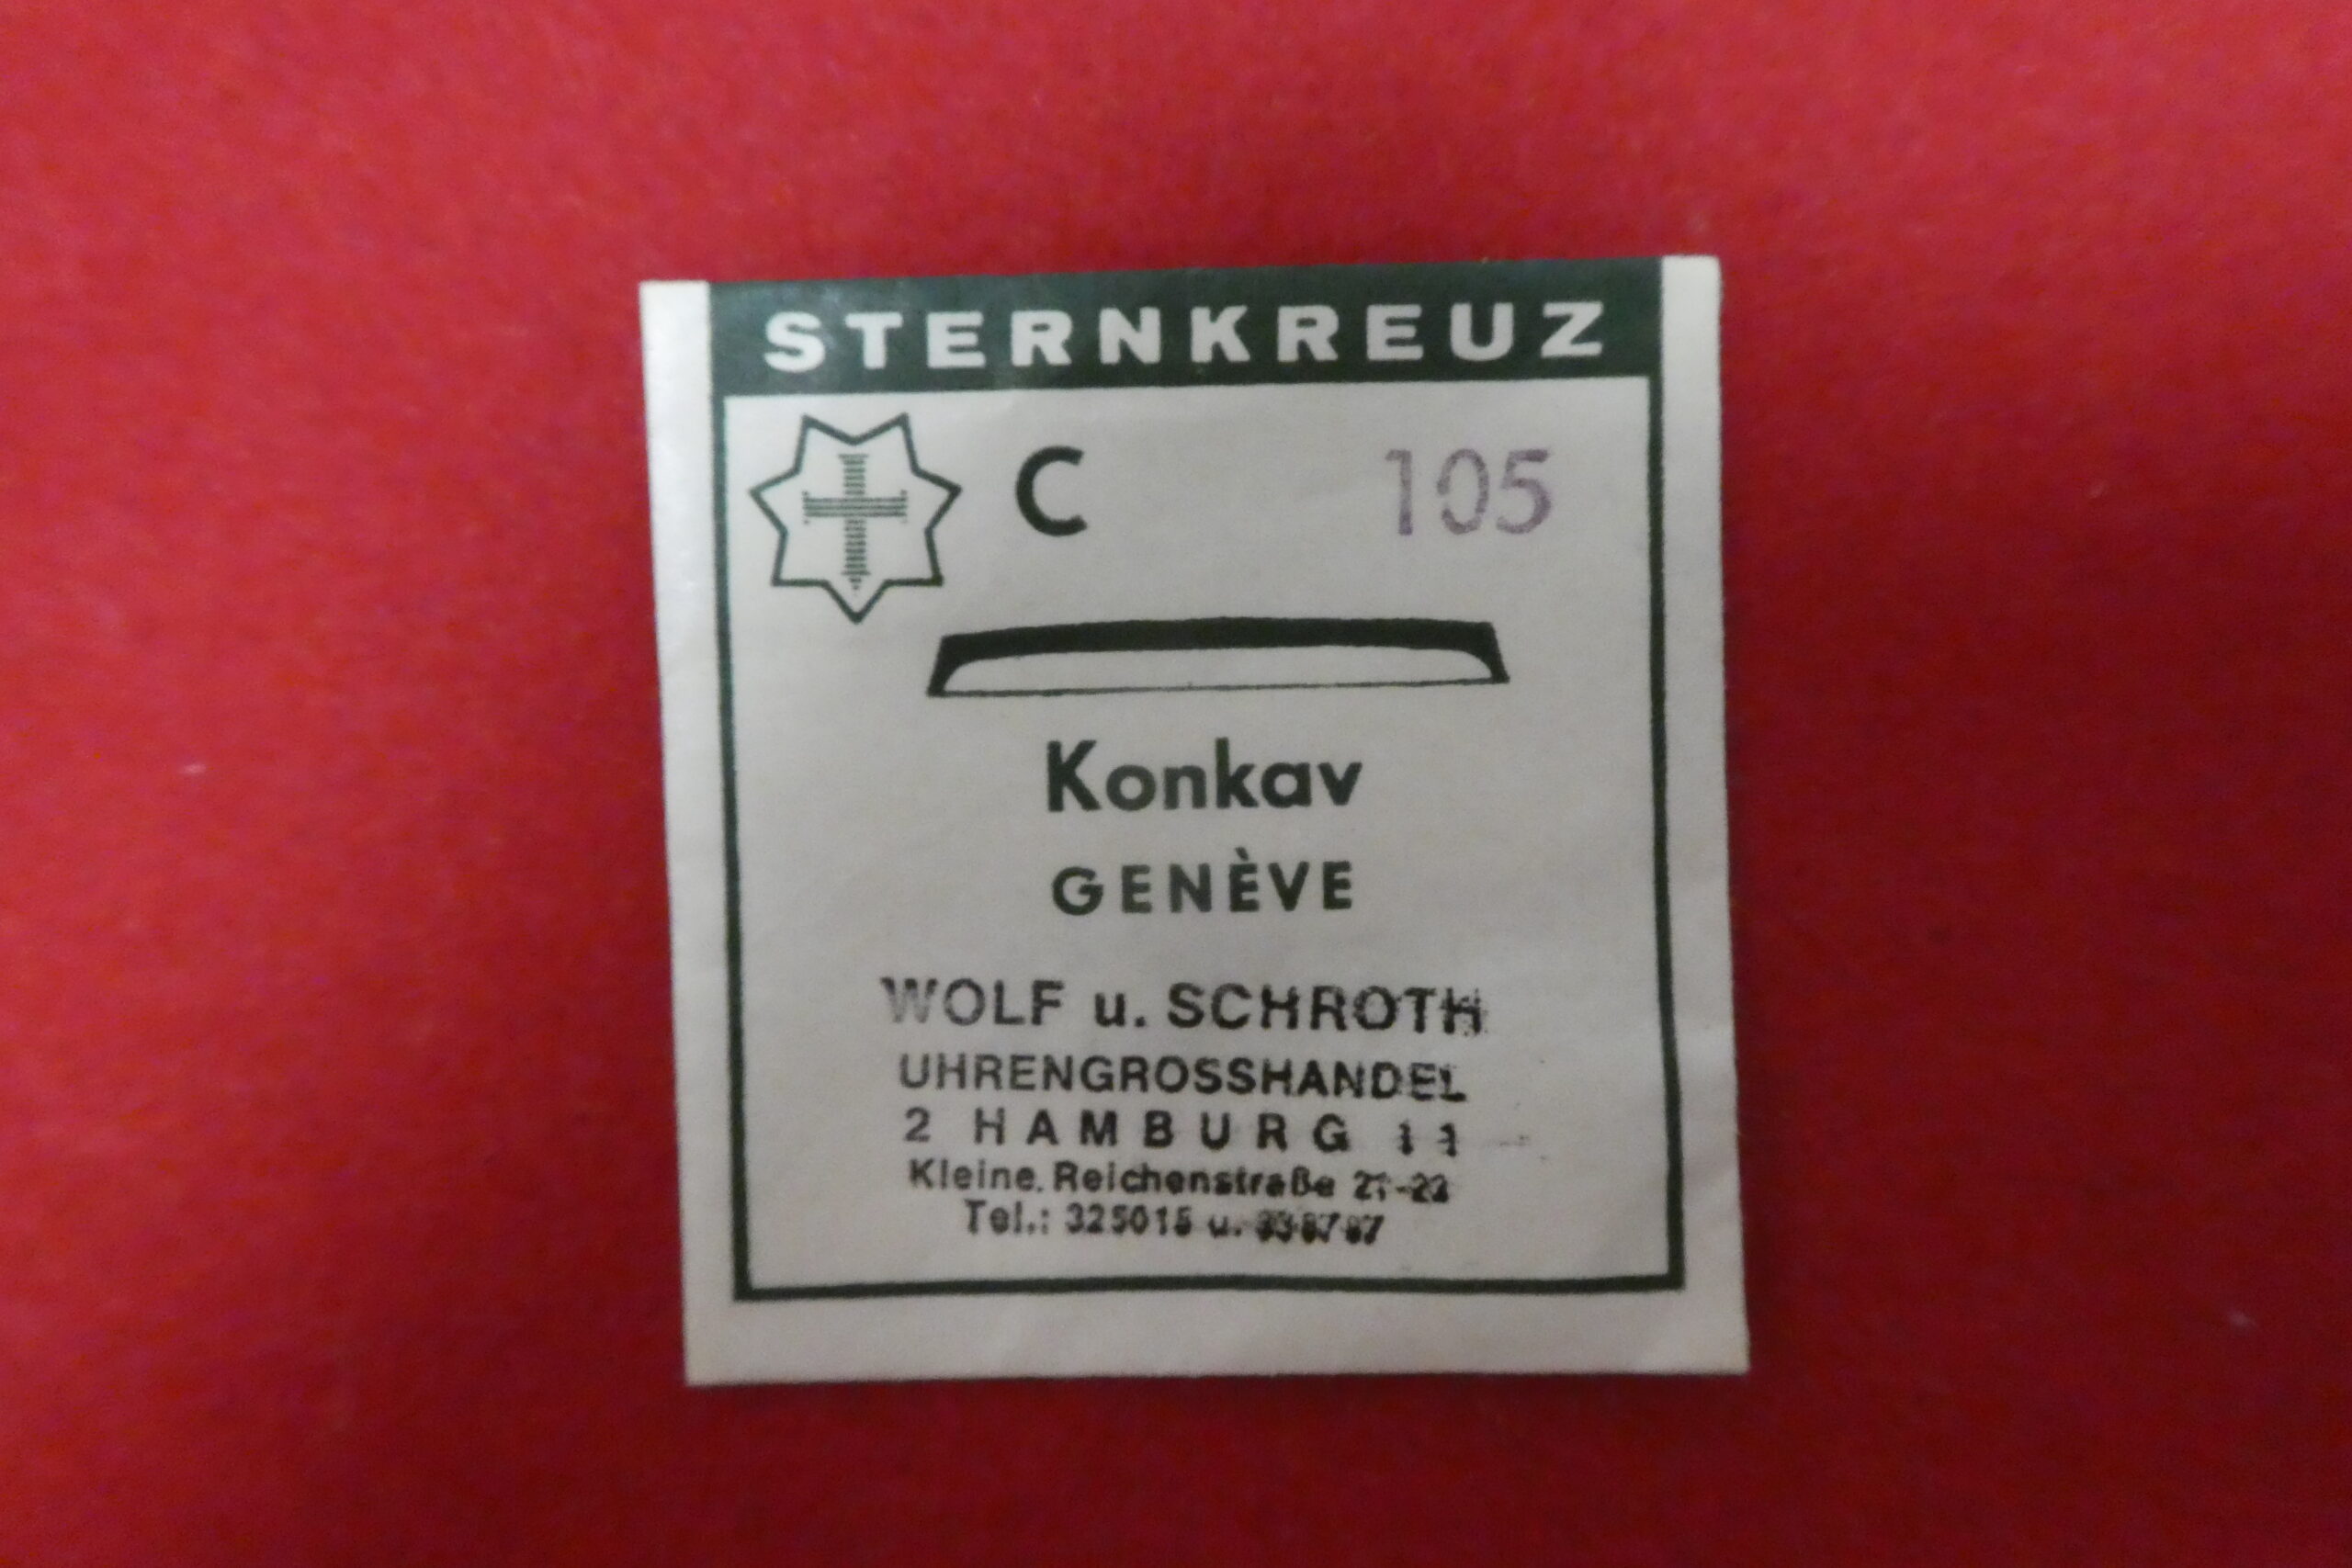 STERNKREUZ
C 105
Konkav
GENÈVE
WOLF u. SCHROTH
UHRENGROSSHANDEL
2 HAMBURG 11
Kleine Reichenstraße
Tel.: 325015 u.